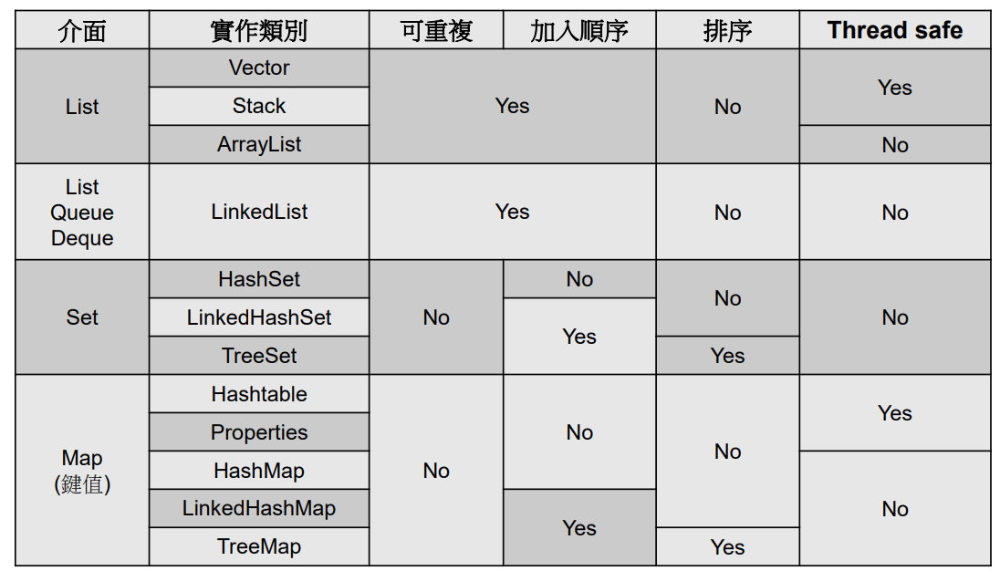 介面 實作類別 可重複 加入順序 排序 Thread safe
List
Vector
Stack
ArrayList
Yes
No
Yes
No
List
Queue
Deque
LinkedList
Yes
No
No
Set
HashSet
LinkedHashSet
TreeSet
No
No
Yes
No
Yes
No
Map
(鍵值)
Hashtable
Properties
HashMap
LinkedHashMap
TreeMap
No
No
Yes
No
Yes
Yes
No